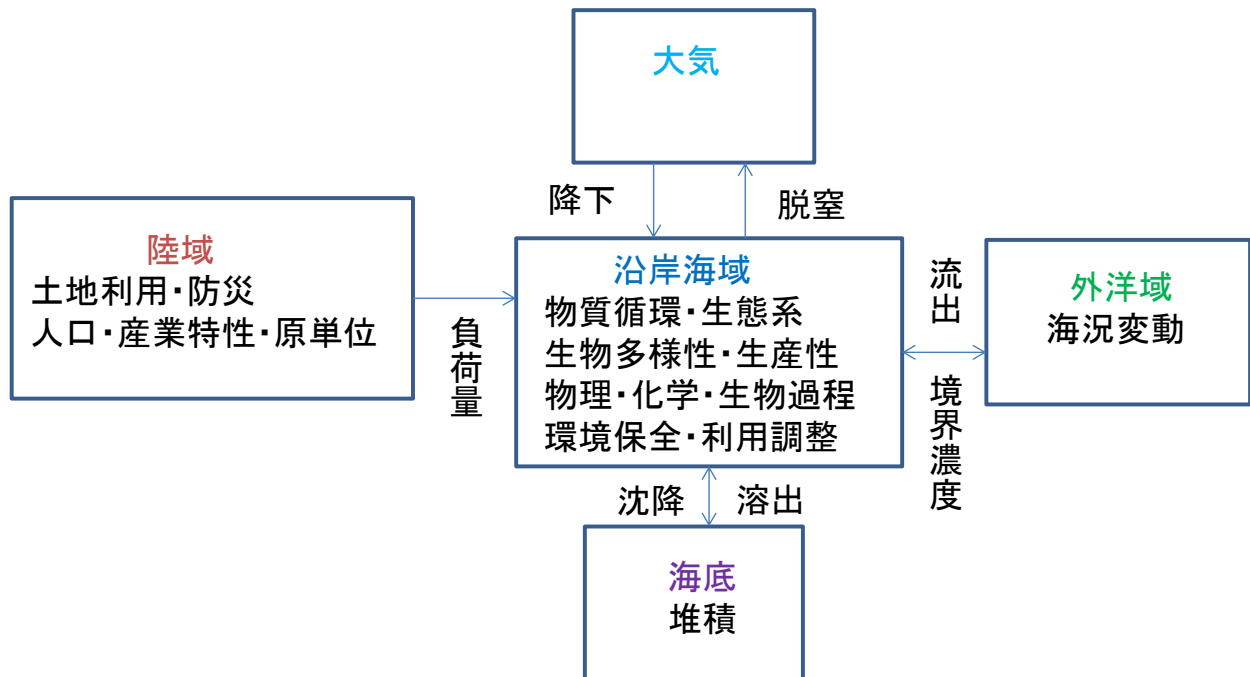 大気
降下
脱窒
陸域
土地利用・防災
人口・産業特性・原単位
負荷量
沿岸海域
物質循環・生態系
生物多様性・生産性
物理・化学・生物過程
環境保全・利用調整
流出
境界濃度
外洋域
海況変動
沈降
溶出
海底
堆積